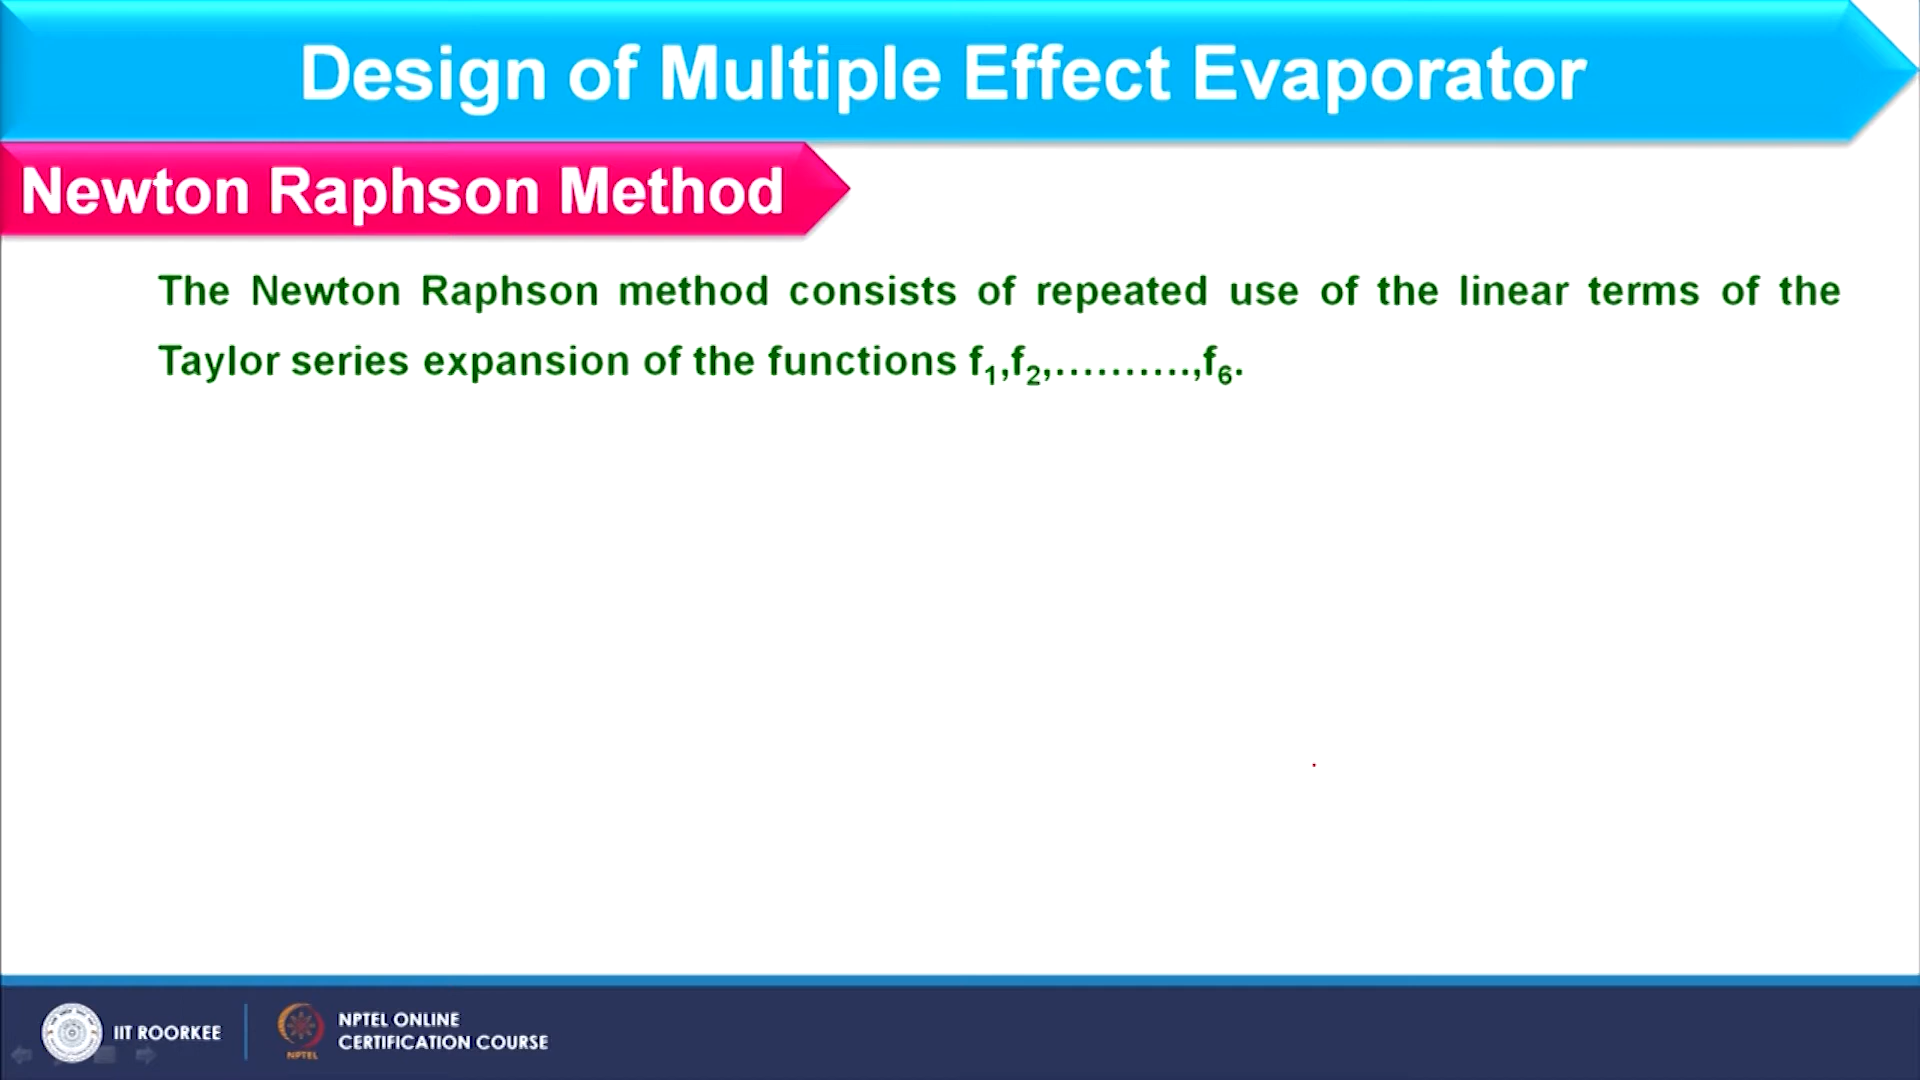 Design of Multiple Effect Evaporator
Newton Raphson Method
The Newton Raphson method consists of repeated use of the linear terms of the
Taylor series expansion of the functions f₁,f₂,……….,f₆.
IIT ROORKEE
NPTEL
NPTEL ONLINE
CERTIFICATION COURSE